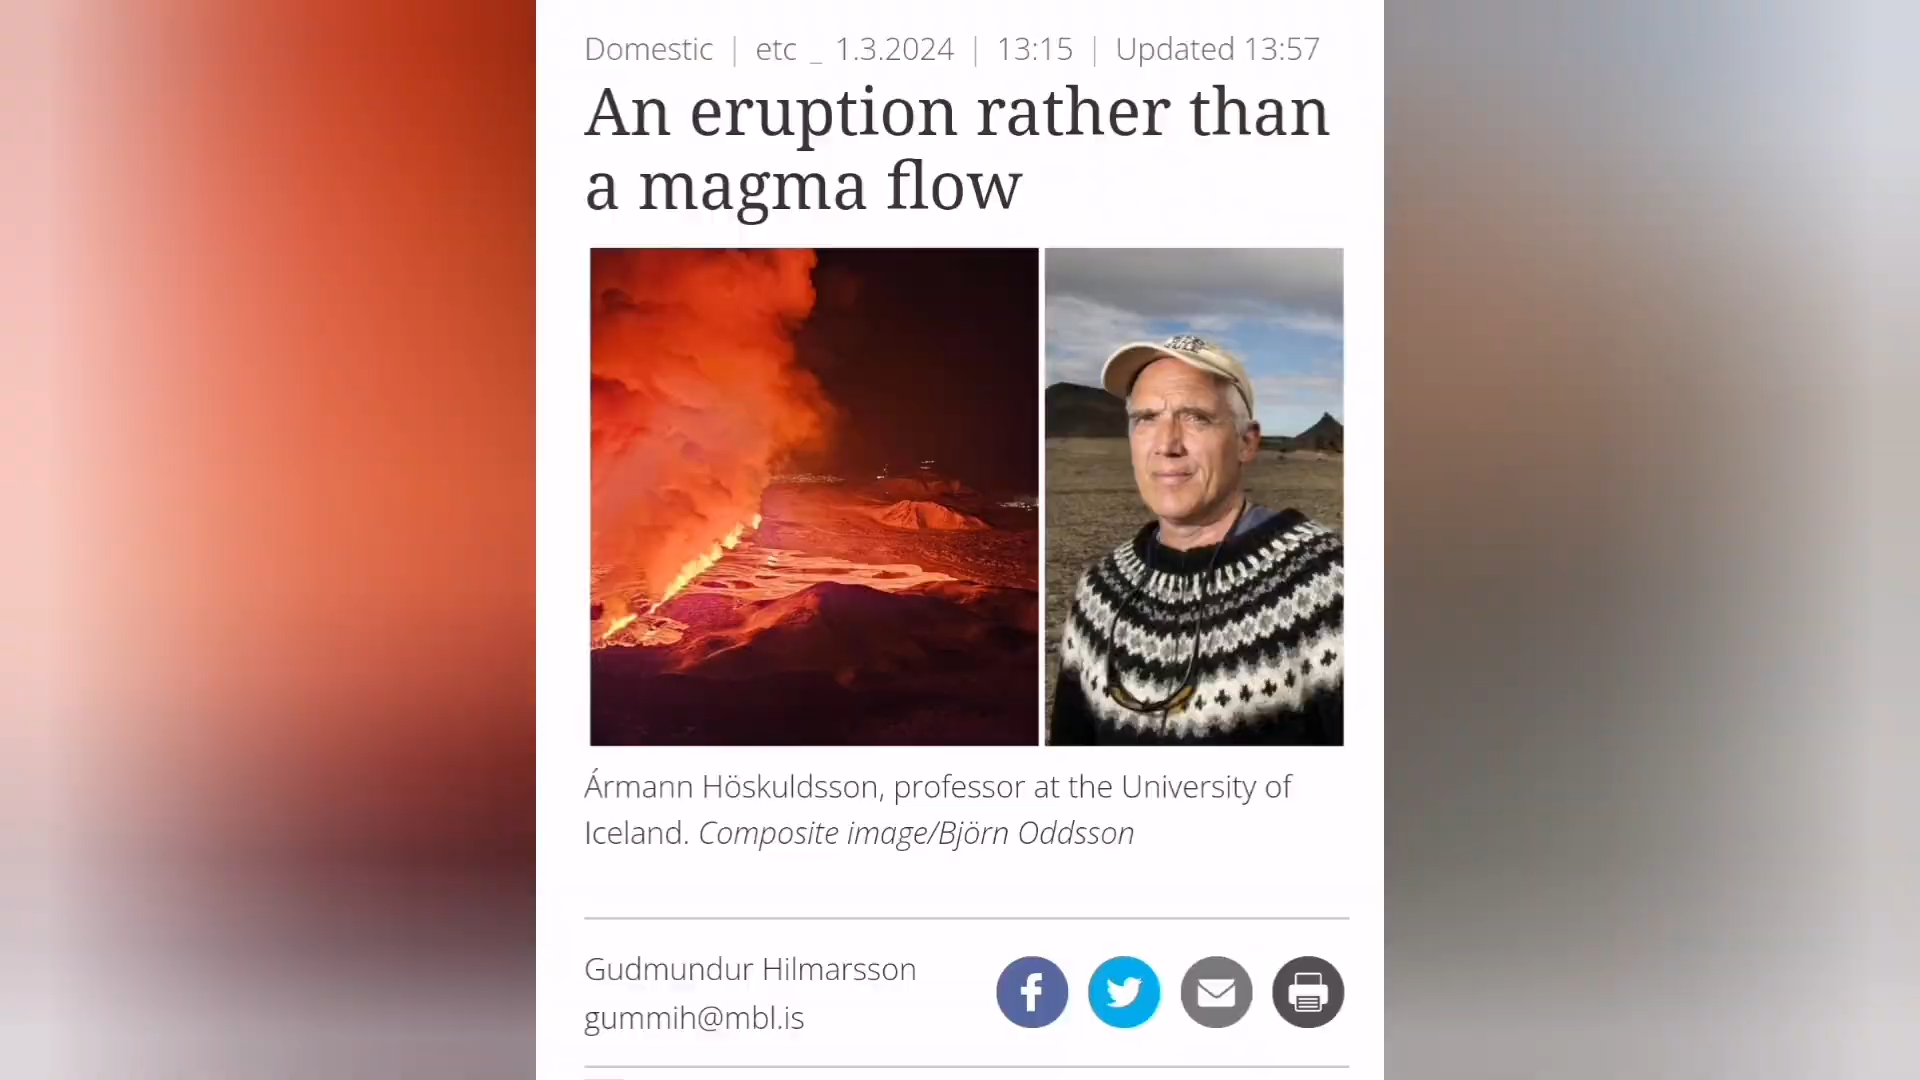 Domestic | etc _ 1.3.2024 | 13:15 | Updated 13:57
An eruption rather than
a magma flow
Ármann Höskuldsson, professor at the University of
Iceland. Composite image/Björn Oddsson
Gudmundur Hilmarsson
gummih@mbl.is